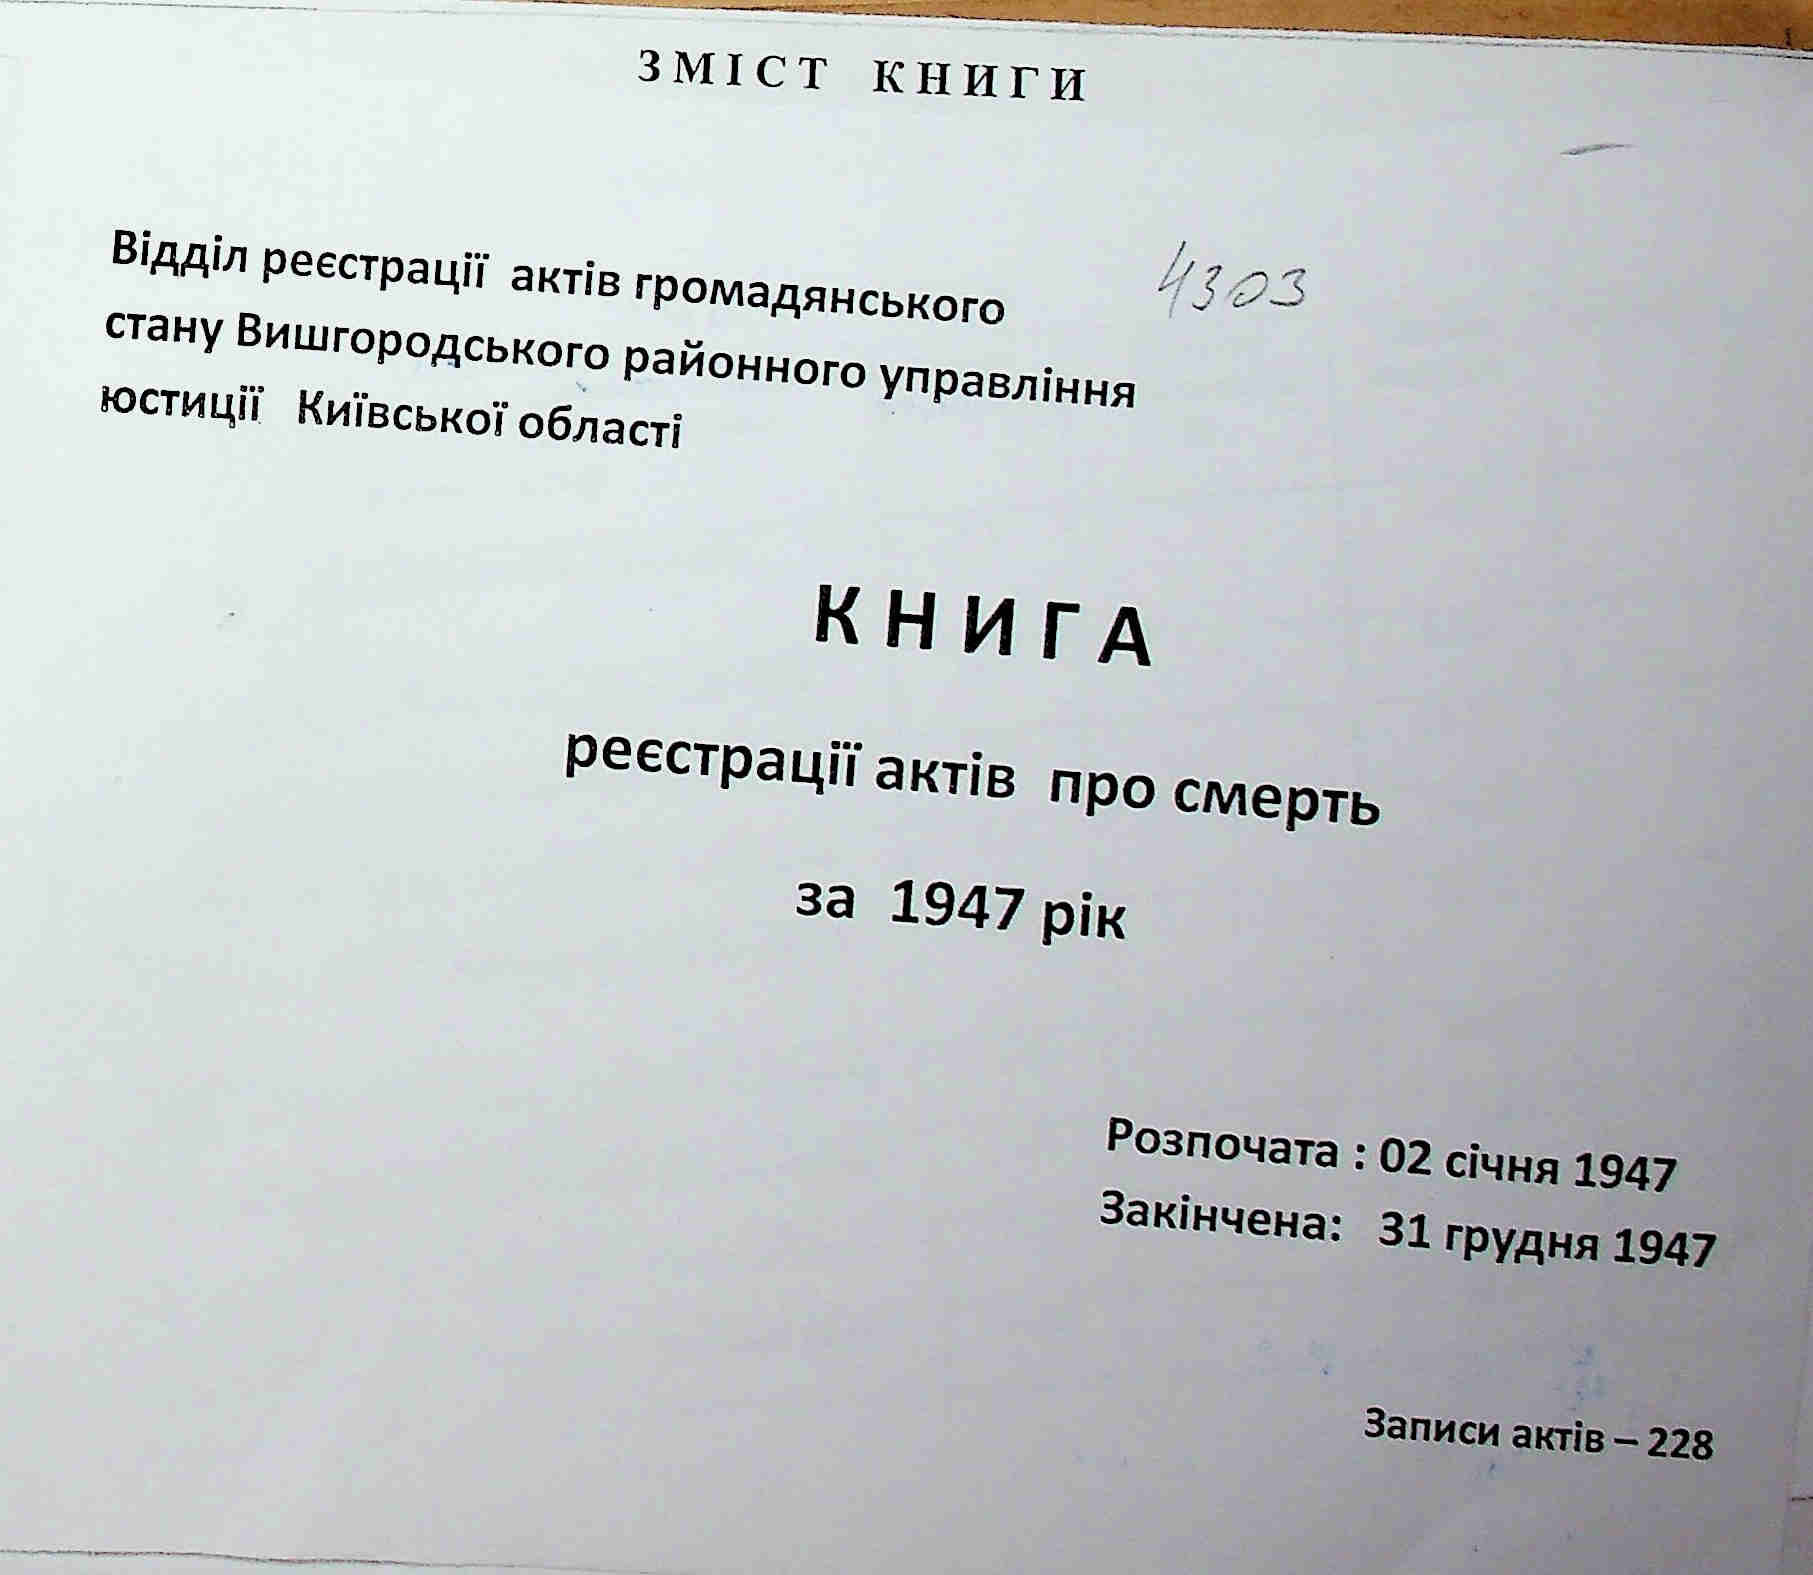 ЗМІСТ КНИГИ
4303
Відділ реєстрації актів громадянського
стану Вишгородського районного управління
юстиції Київської області
КНИГА
реєстрації актів про смерть
за 1947 рік
Розпочата : 02 січня 1947
Закінчена: 31 грудня 1947
Записи актів – 228